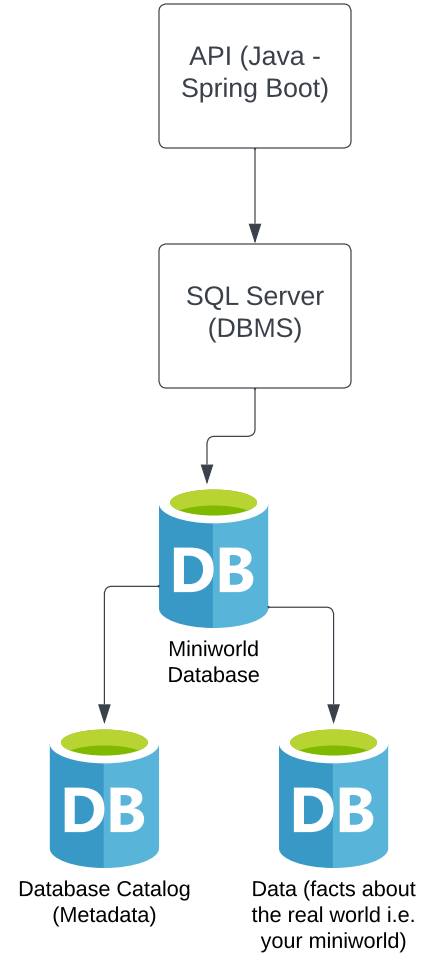 API (Java -
Spring Boot)
SQL Server
(DBMS)
DB
Miniworld
Database
DB
Database Catalog
(Metadata)
DB
Data (facts about
the real world i.e.
your miniworld)